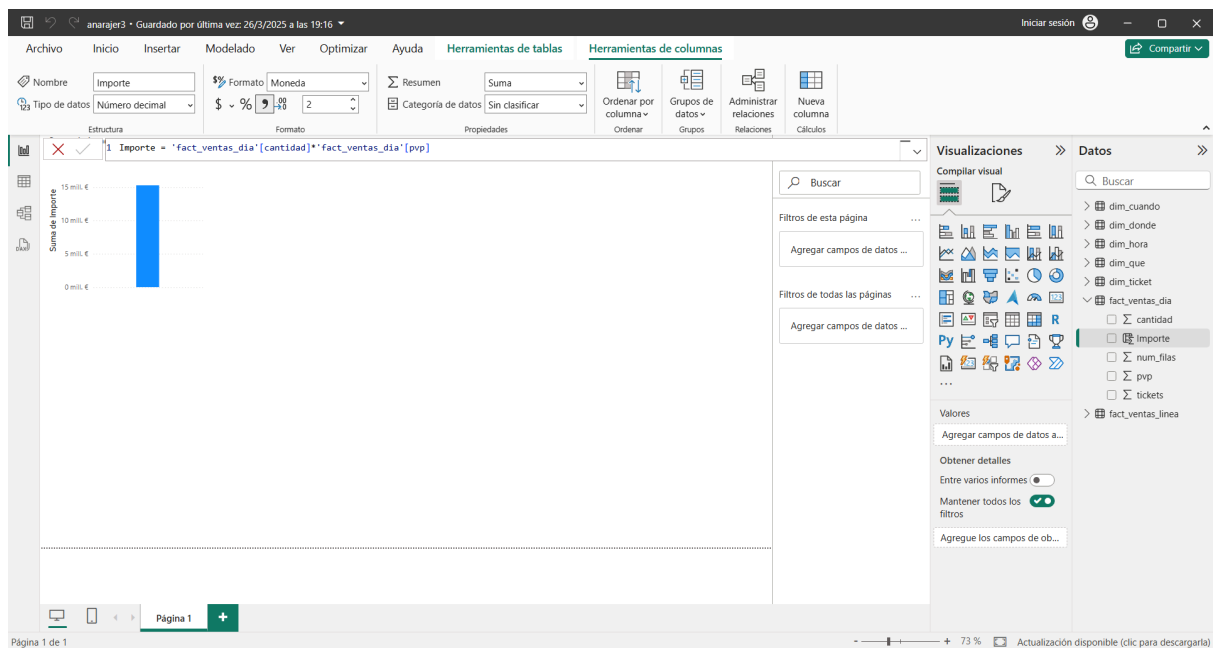 anarajer3 • Guardado por última vez: 26/3/2025 a las 19:16
Iniciar sesión
Archivo Inicio Insertar Modelado Ver Optimizar Ayuda Herramientas de tablas Herramientas de columnas
Compartir
Nombre Importe
Tipo de datos Número decimal
Estructura
$% Formato Moneda
$ % 2
Formato
Resumen Suma
Categoría de datos Sin clasificar
Propiedades
Ordenar por
columna
Ordenar
Grupos de
datos
Grupos
Administrar
relaciones
Relaciones
Nueva
columna
Cálculos
1 Importe = 'fact_ventas_dia'[cantidad]*'fact_ventas_dia'[pvp]
Suma de Importe
15 mill. €
10 mill. €
5 mill. €
0 mill. €
Buscar
Filtros de esta página ...
Agregar campos de datos ...
Filtros de todas las páginas ...
Agregar campos de datos ...
Visualizaciones
Compilar visual
123
R
Py
...
Valores
Agregar campos de datos a...
Obtener detalles
Entre varios informes
Mantener todos los
filtros
Agregue los campos de ob...
Datos
Buscar
dim_cuando
dim_donde
dim_hora
dim_que
dim_ticket
fact_ventas_dia
cantidad
Importe
num_filas
pvp
tickets
fact_ventas_linea
Página 1
+
Página 1 de 1
- + 73 %
Actualización disponible (clic para descargarla)